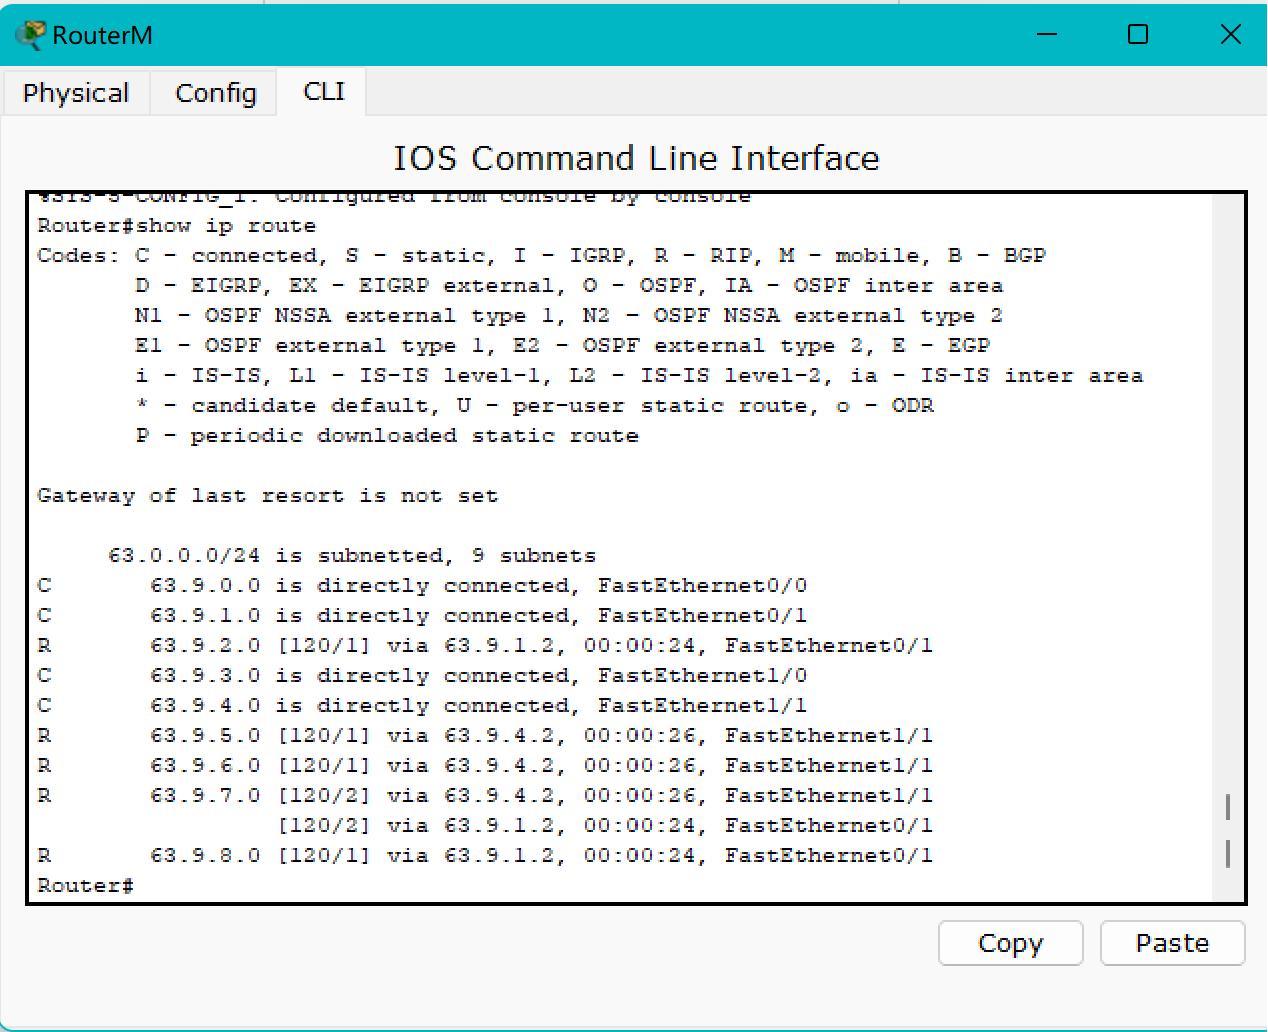 RouterM
Physical Config CLI
IOS Command Line Interface
%SYS-5-CONFIG_I: Configured from console by console
Router#show ip route
Codes: C - connected, S - static, I - IGRP, R - RIP, M - mobile, B - BGP
D - EIGRP, EX - EIGRP external, O - OSPF, IA - OSPF inter area
N1 - OSPF NSSA external type 1, N2 - OSPF NSSA external type 2
E1 - OSPF external type 1, E2 - OSPF external type 2, E - EGP
i - IS-IS, L1 - IS-IS level-1, L2 - IS-IS level-2, ia - IS-IS inter area
* - candidate default, U - per-user static route, o - ODR
P - periodic downloaded static route
Gateway of last resort is not set
63.0.0.0/24 is subnetted, 9 subnets
C 63.9.0.0 is directly connected, FastEthernet0/0
C 63.9.1.0 is directly connected, FastEthernet0/1
R 63.9.2.0 [120/1] via 63.9.1.2, 00:00:24, FastEthernet0/1
C 63.9.3.0 is directly connected, FastEthernet1/0
C 63.9.4.0 is directly connected, FastEthernet1/1
R 63.9.5.0 [120/1] via 63.9.4.2, 00:00:26, FastEthernet1/1
R 63.9.6.0 [120/1] via 63.9.4.2, 00:00:26, FastEthernet1/1
R 63.9.7.0 [120/2] via 63.9.4.2, 00:00:26, FastEthernet1/1
[120/2] via 63.9.1.2, 00:00:24, FastEthernet0/1
R 63.9.8.0 [120/1] via 63.9.1.2, 00:00:24, FastEthernet0/1
Router#
Copy Paste